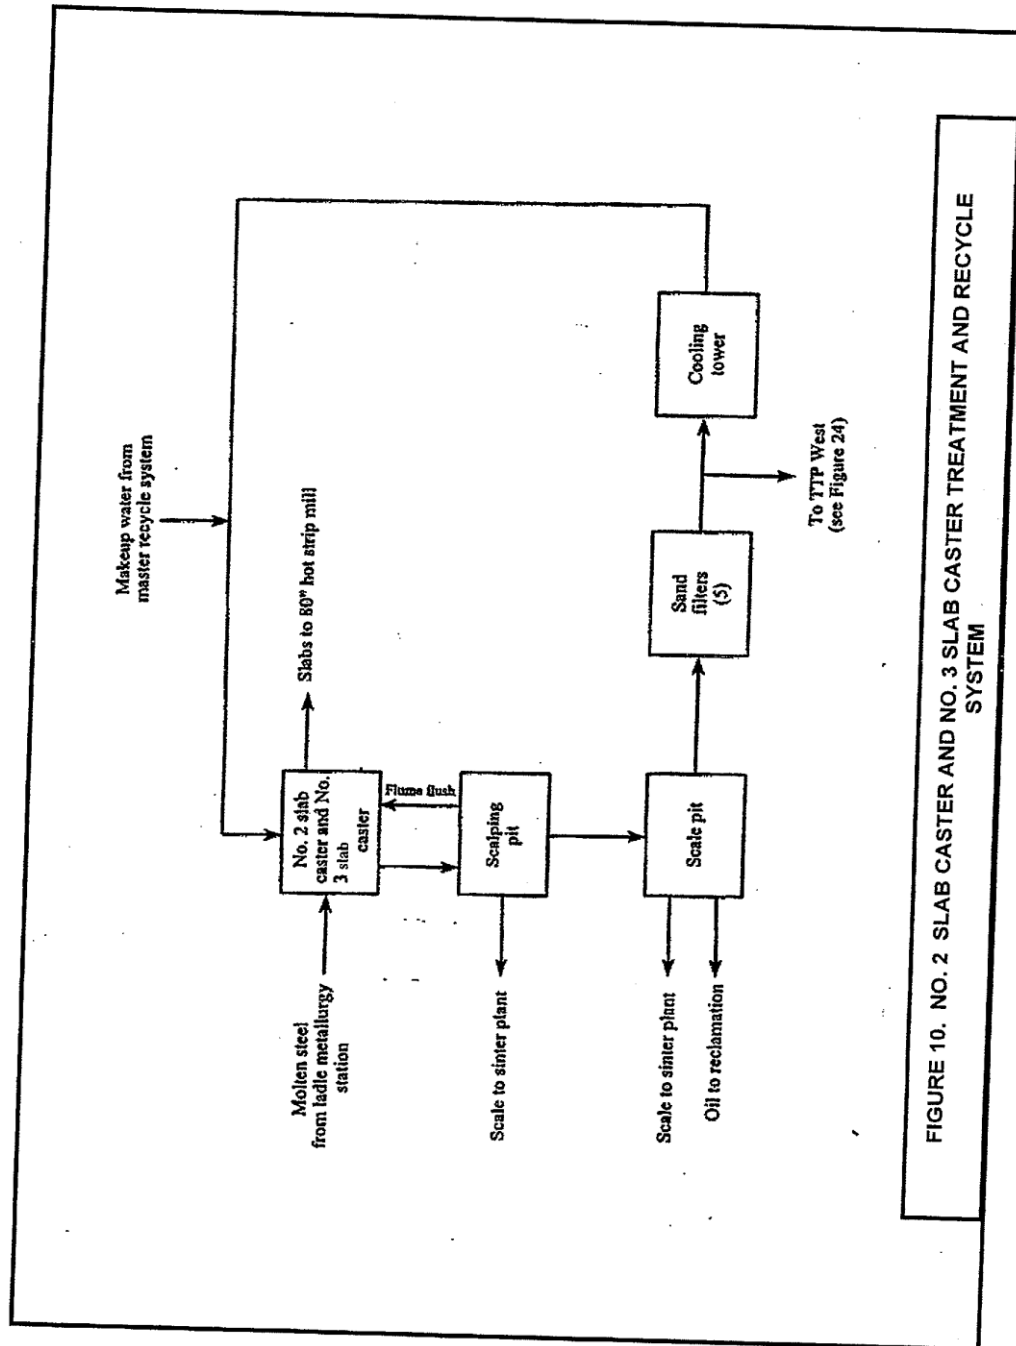 Makeup water from
master recycle system
Slabs to 80" hot strip mill
Molten steel
from ladle metallurgy
station
No. 2 slab
caster and No.
3 slab
caster
Flume flush
Scale to sinter plant
Scalping
pit
Scale to sinter plant
Oil to reclamation
Scale pit
Sand
filters
(5)
Cooling
tower
To TTP West
(see Figure 24)
FIGURE 10. NO. 2 SLAB CASTER AND NO. 3 SLAB CASTER TREATMENT AND RECYCLE
SYSTEM